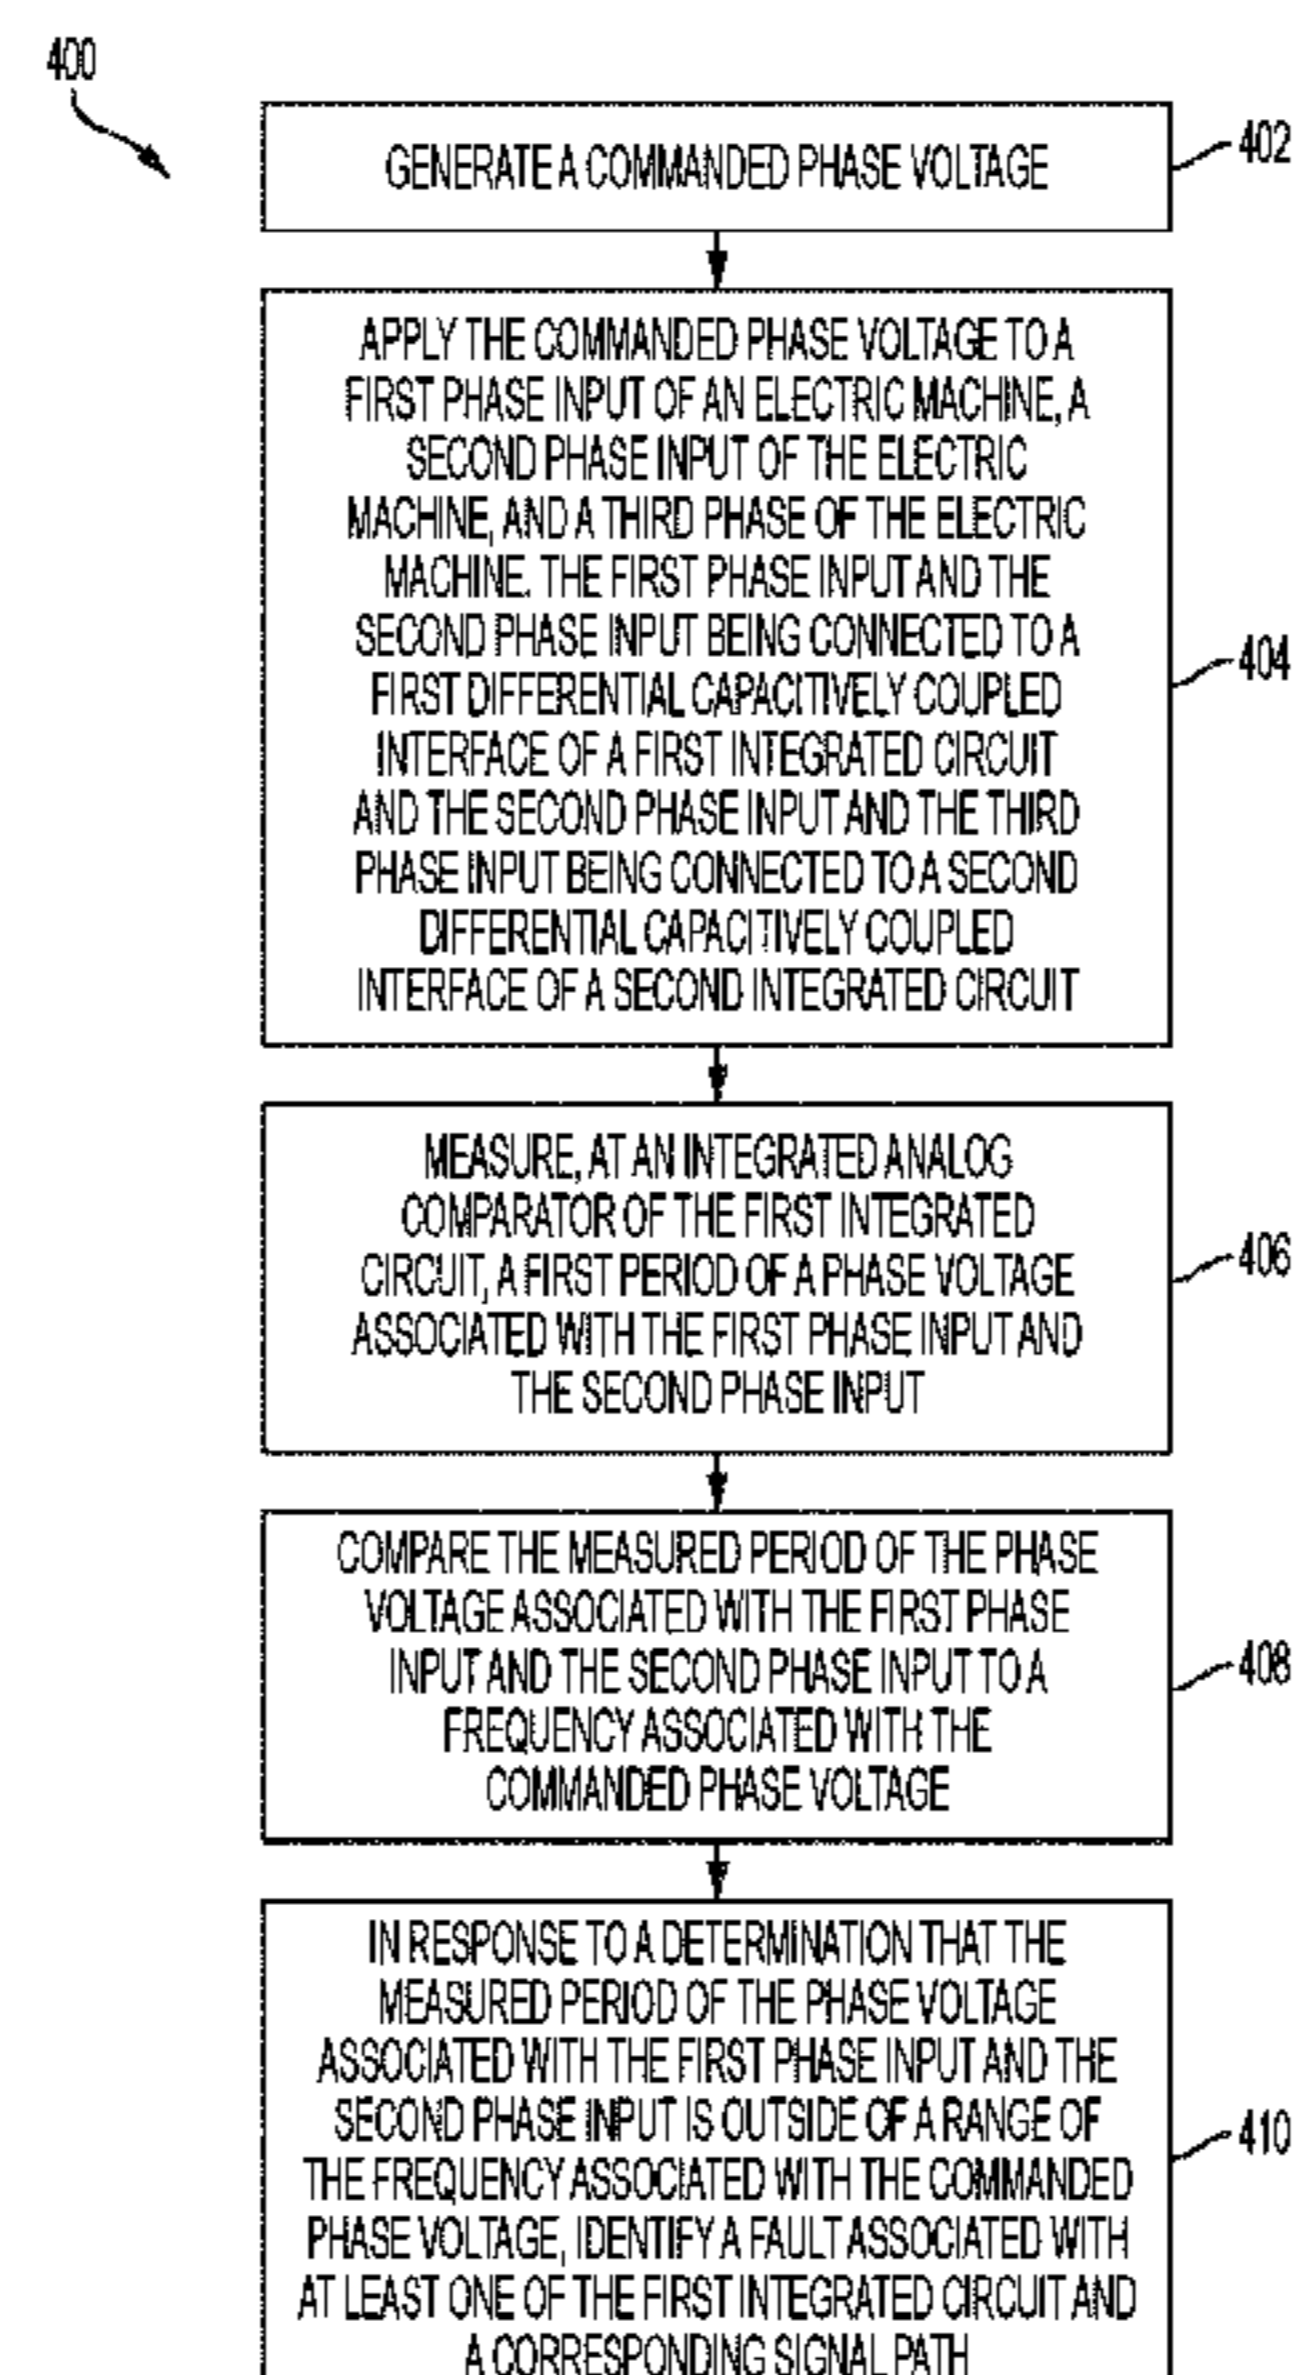 400
GENERATE A COMMANDED PHASE VOLTAGE
402
APPLY THE COMMANDED PHASE VOLTAGE TO A
FIRST PHASE INPUT OF AN ELECTRIC MACHINE, A
SECOND PHASE INPUT OF THE ELECTRIC
MACHINE, AND A THIRD PHASE OF THE ELECTRIC
MACHINE. THE FIRST PHASE INPUT AND THE
SECOND PHASE INPUT BEING CONNECTED TO A
FIRST DIFFERENTIAL CAPACITIVELY COUPLED
INTERFACE OF A FIRST INTEGRATED CIRCUIT
AND THE SECOND PHASE INPUT AND THE THIRD
PHASE INPUT BEING CONNECTED TO A SECOND
DIFFERENTIAL CAPACITIVELY COUPLED
INTERFACE OF A SECOND INTEGRATED CIRCUIT
404
MEASURE, AT AN INTEGRATED ANALOG
COMPARATOR OF THE FIRST INTEGRATED
CIRCUIT, A FIRST PERIOD OF A PHASE VOLTAGE
ASSOCIATED WITH THE FIRST PHASE INPUT AND
THE SECOND PHASE INPUT
406
COMPARE THE MEASURED PERIOD OF THE PHASE
VOLTAGE ASSOCIATED WITH THE FIRST PHASE
INPUT AND THE SECOND PHASE INPUT TO A
FREQUENCY ASSOCIATED WITH THE
COMMANDED PHASE VOLTAGE
408
IN RESPONSE TO A DETERMINATION THAT THE
MEASURED PERIOD OF THE PHASE VOLTAGE
ASSOCIATED WITH THE FIRST PHASE INPUT AND THE
SECOND PHASE INPUT IS OUTSIDE OF A RANGE OF
THE FREQUENCY ASSOCIATED WITH THE COMMANDED
PHASE VOLTAGE, IDENTIFY A FAULT ASSOCIATED WITH
AT LEAST ONE OF THE FIRST INTEGRATED CIRCUIT AND
A CORRESPONDING SIGNAL PATH
410